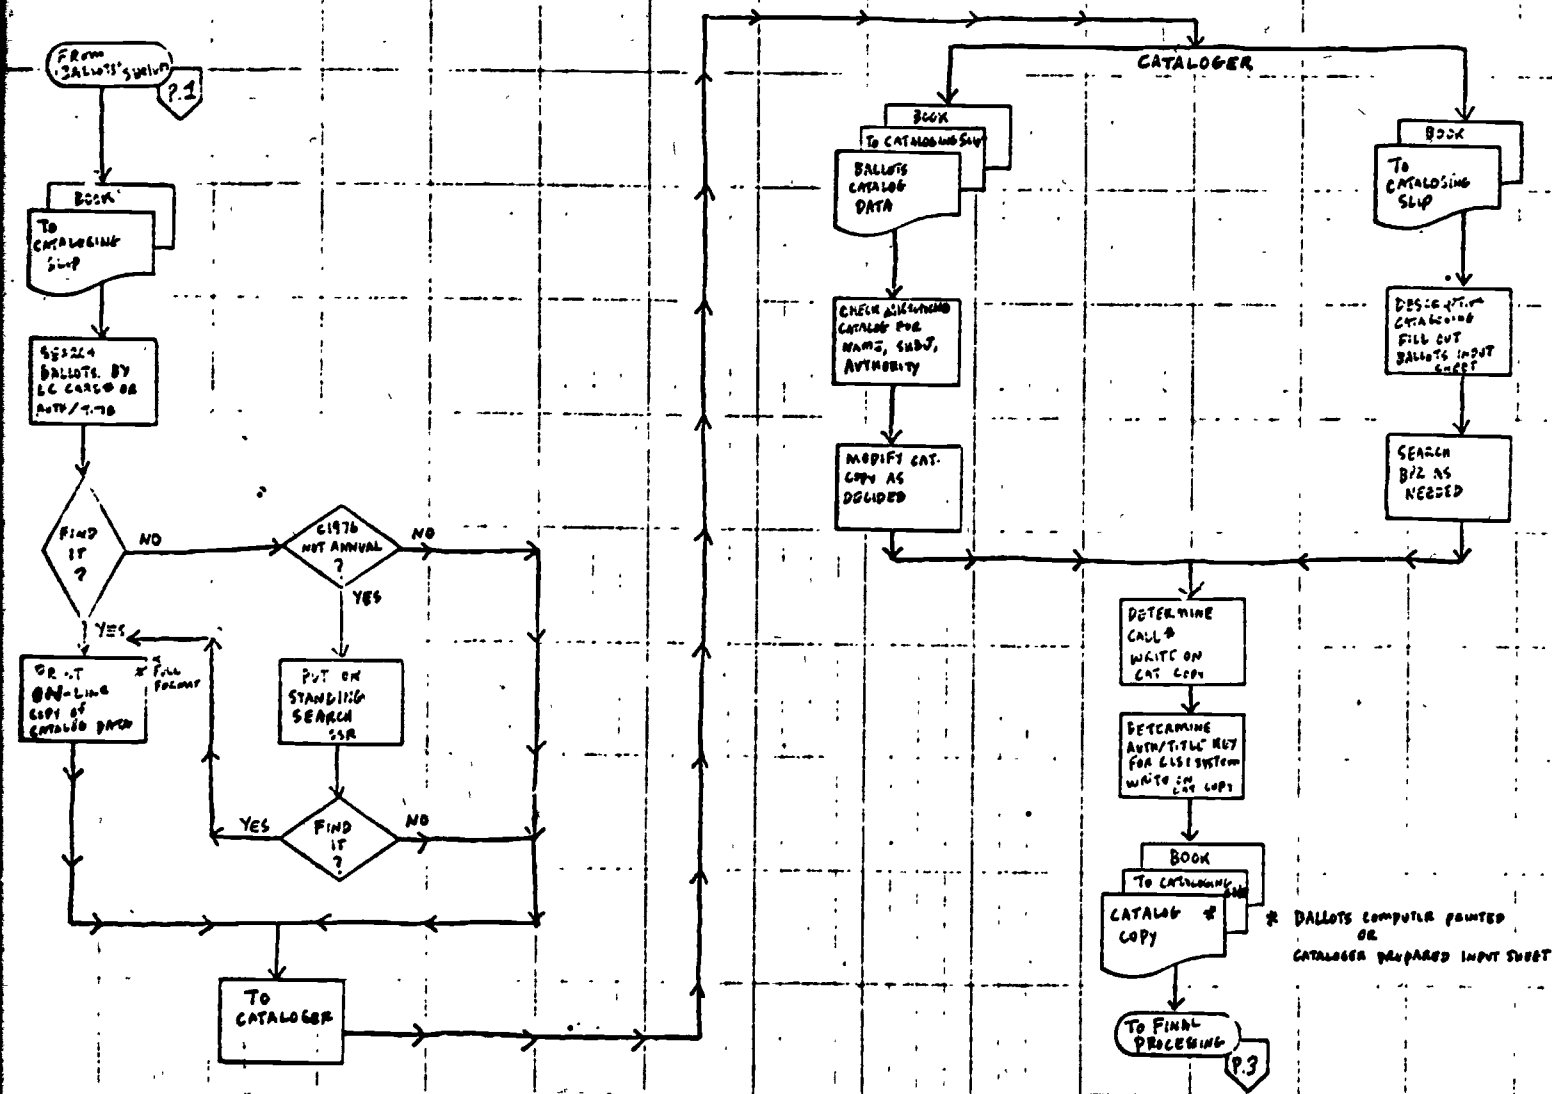 FROM
BALLOTS' SHELVES
P.1
BOOK
TO
CATALOGING
SLIP
SEARCH
BALLOTS BY
LC CARD# OR
AUTH/TITLE
FIND
IT
?
NO
YES
C1976
NOT ANNUAL
?
NO
YES
PRINT
ON-LINE
COPY OF
CATALOG DATA
* FULL
FORMAT
PUT ON
STANDING
SEARCH
SSR
FIND
IT
?
YES
NO
TO
CATALOGER
CATALOGER
BOOK
TO CATALOGING SLIP
BALLOTS
CATALOG
DATA
CHECK
CATALOG FOR
NAME, SUBJ,
AUTHORITY
MODIFY CAT.
COPY AS
DECIDED
BOOK
TO
CATALOGING
SLIP
DESCRIPTIVE
CATALOGING
FILL OUT
BALLOTS INPUT
SHEET
SEARCH
AS
NEEDED
DETERMINE
CALL #
WRITE ON
CAT COPY
DETERMINE
AUTH/TITLE KEY
FOR CLSI SYSTEM
WRITE ON
CAT COPY
BOOK
TO CATALOGING
SLIP
CATALOG *
COPY
* BALLOTS COMPUTER PRINTED
OR
CATALOGER PREPARED INPUT SHEET
TO FINAL
PROCESSING
P.3